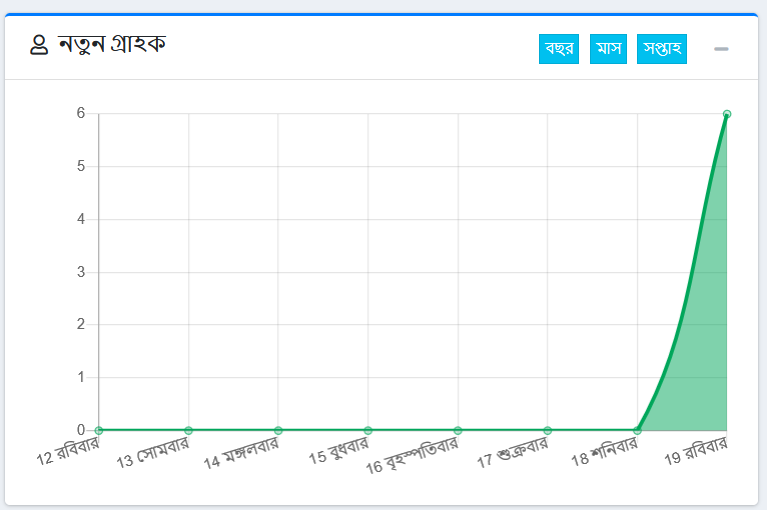 নতুন গ্রাহক
বছর মাস সপ্তাহ
6
5
4
3
2
1
0
12 রবিবার
13 সোমবার
14 মঙ্গলবার
15 বুধবার
16 বৃহস্পতিবার
17 শুক্রবার
18 শনিবার
19 রবিবার